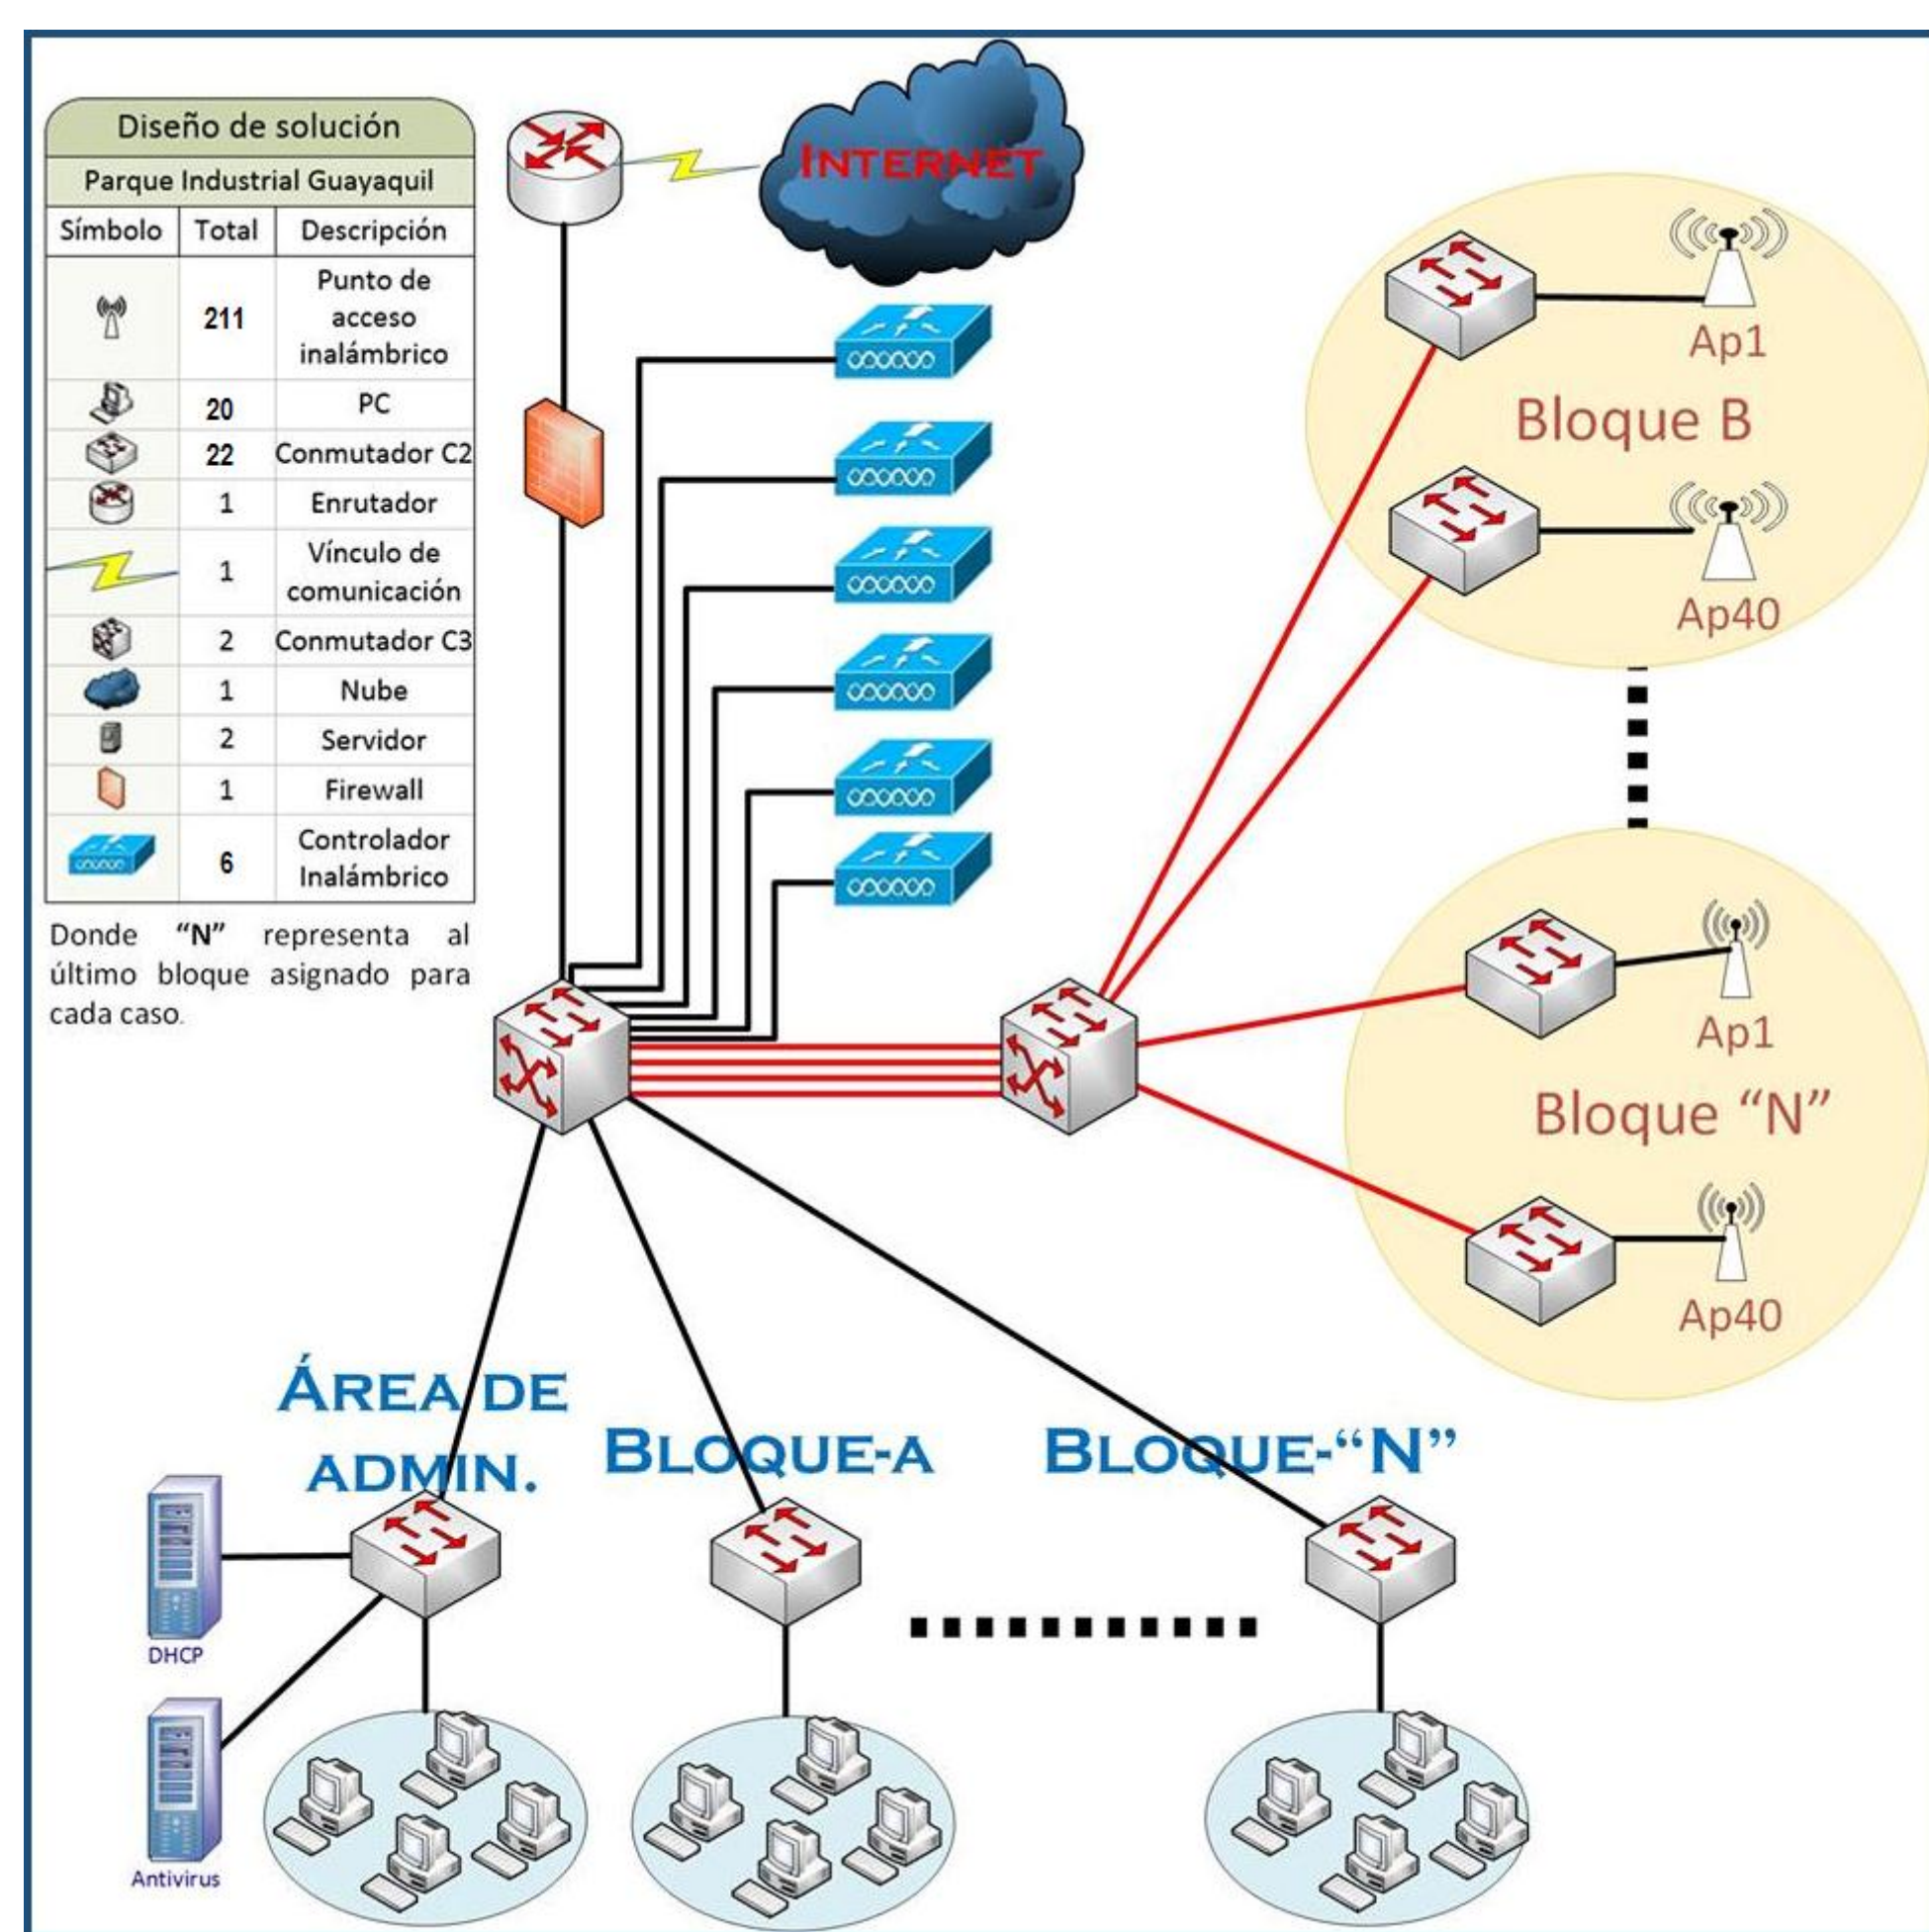 Diseño de solución
Parque Industrial Guayaquil
Símbolo Total Descripción
211 Punto de
acceso
inalámbrico
20 PC
22 Conmutador C2
1 Enrutador
1 Vínculo de
comunicación
2 Conmutador C3
1 Nube
2 Servidor
1 Firewall
6 Controlador
Inalámbrico
Donde “N” representa al
último bloque asignado para
cada caso.
INTERNET
Ap1
Bloque B
Ap40
Ap1
Bloque “N”
Ap40
ÁREA DE
ADMIN.
BLOQUE-A
BLOQUE-“N”
DHCP
Antivirus